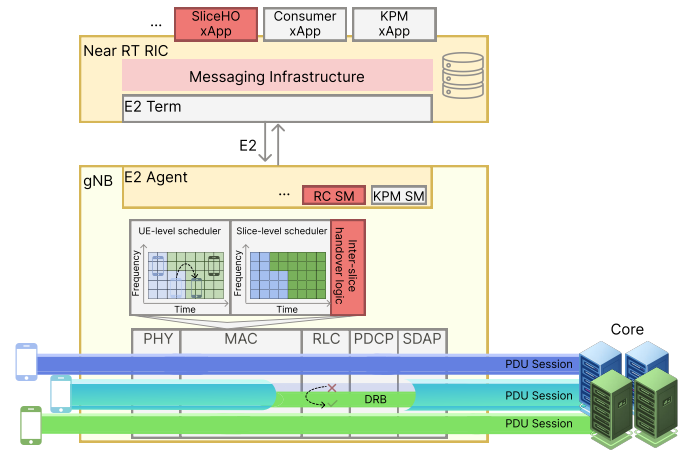 ...
SliceHO
xApp
Consumer
xApp
KPM
xApp
Near RT RIC
Messaging Infrastructure
E2 Term
E2
gNB
E2 Agent
...
RC SM
KPM SM
UE-level scheduler
Frequency
Time
Slice-level scheduler
Frequency
Time
Inter-slice
handover logic
PHY
MAC
RLC
PDCP
SDAP
Core
PDU Session
DRB
PDU Session
PDU Session